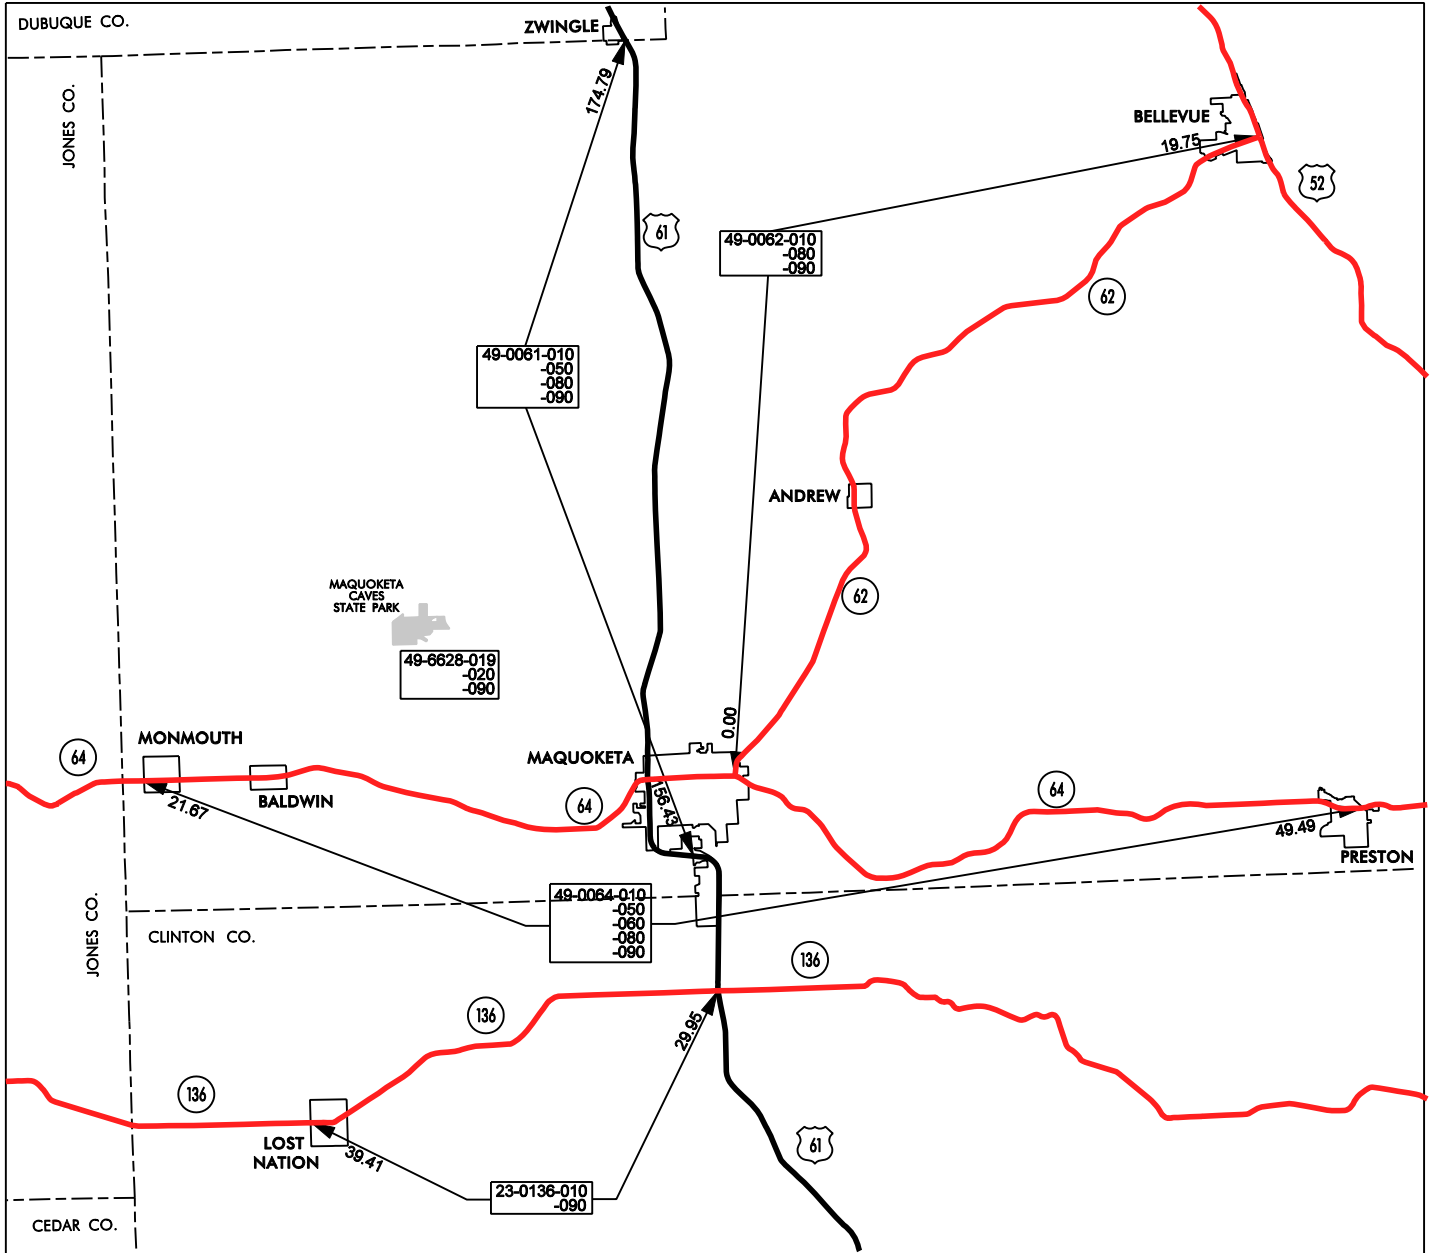 DUBUQUE CO.
ZWINGLE
174.79
JONES CO.
BELLEVUE
19.75
52
61
49-0062-010
-080
-090
62
49-0061-010
-050
-080
-090
ANDREW
62
MAQUOKETA
CAVES
STATE PARK
49-6628-019
-020
-090
0.00
MONMOUTH
64
MAQUOKETA
BALDWIN
21.67
64
156.43
64
49.49
PRESTON
49-0064-010
-050
-060
-080
-090
JONES CO.
CLINTON CO.
136
136
29.95
136
LOST
NATION
39.41
61
23-0136-010
-090
CEDAR CO.